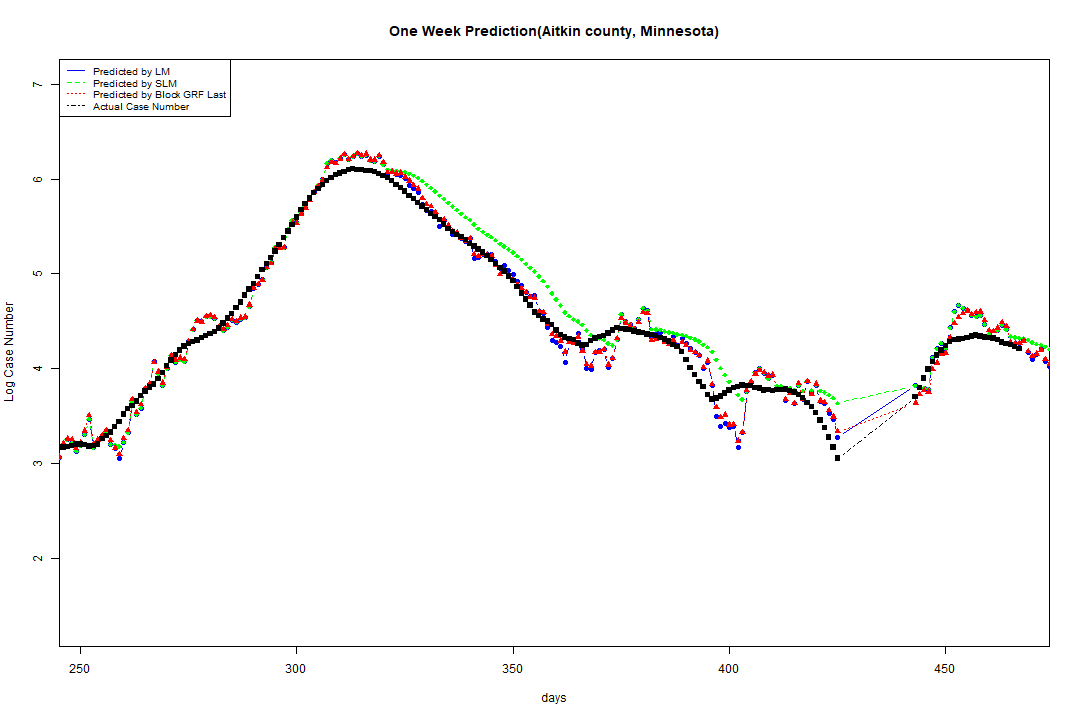 One Week Prediction(Aitkin county, Minnesota)
Predicted by LM
Predicted by SLM
Predicted by Block GRF Last
Actual Case Number
7
6
5
4
3
2
Log Case Number
250 300 350 400 450
days